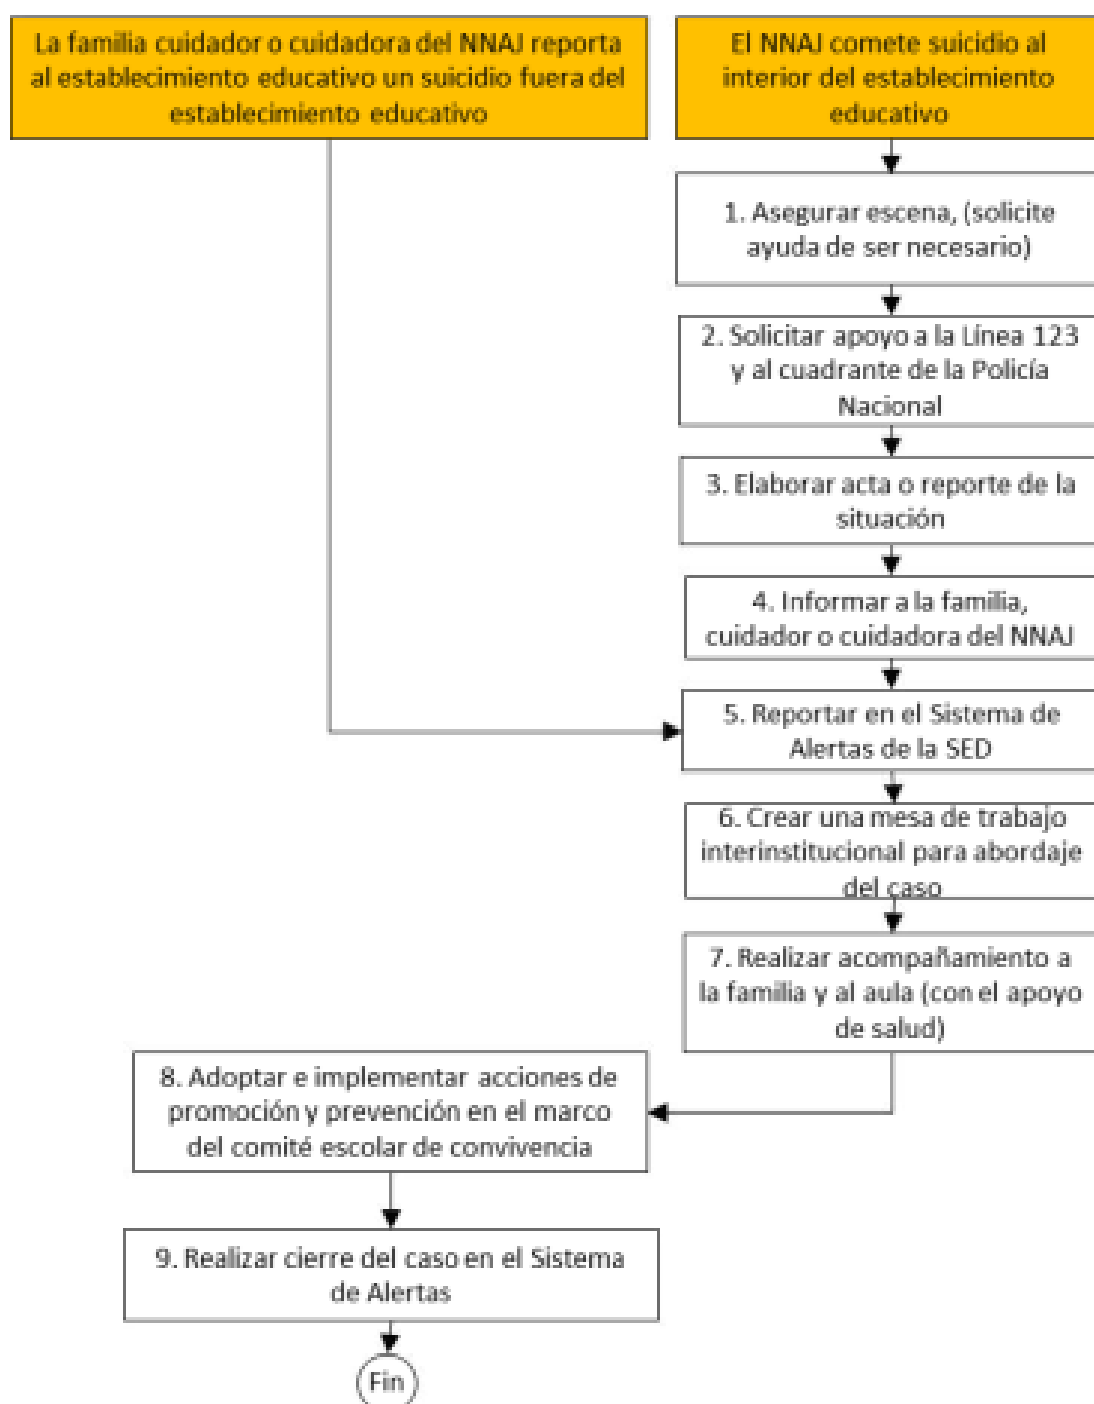 La familia cuidador o cuidadora del NNAJ reporta
al establecimiento educativo un suicidio fuera del
establecimiento educativo
El NNAJ comete suicidio al
interior del establecimiento
educativo
1. Asegurar escena, (solicite
ayuda de ser necesario)
2. Solicitar apoyo a la Línea 123
y al cuadrante de la Policía
Nacional
3. Elaborar acta o reporte de la
situación
4. Informar a la familia,
cuidador o cuidadora del NNAJ
5. Reportar en el Sistema de
Alertas de la SED
6. Crear una mesa de trabajo
interinstitucional para abordaje
del caso
7. Realizar acompañamiento a
la familia y al aula (con el apoyo
de salud)
8. Adoptar e implementar acciones de
promoción y prevención en el marco
del comité escolar de convivencia
9. Realizar cierre del caso en el Sistema
de Alertas
Fin